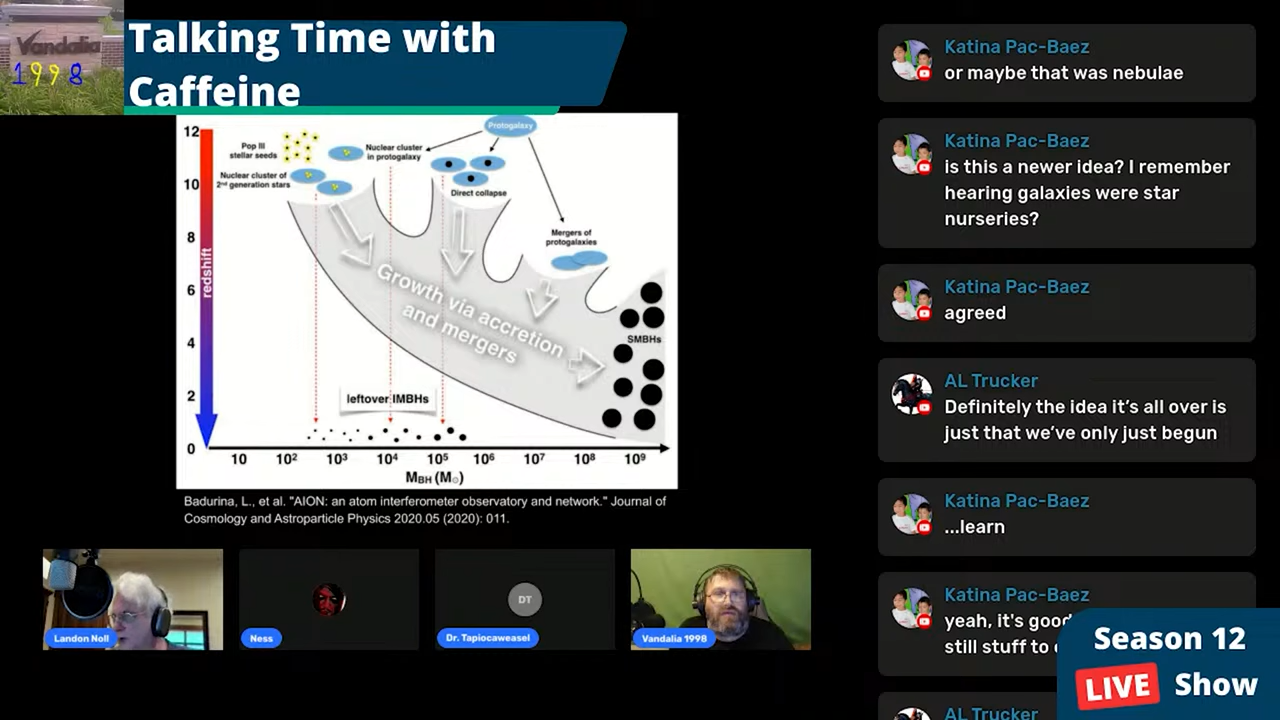 Vandalia
1998
Talking Time with
Caffeine
12
10
8
6
4
2
0
redshift
Pop III
stellar seeds
Nuclear cluster of
2nd generation stars
Nuclear cluster
in protogalaxy
Protogalaxy
Direct collapse
Mergers of
protogalaxies
Growth via accretion
and mergers
SMBHs
leftover IMBHs
10 10² 10³ 10⁴ 10⁵ 10⁶ 10⁷ 10⁸ 10⁹
MBH (M⊙)
Badurina, L., et al. "AION: an atom interferometer observatory and network." Journal of
Cosmology and Astroparticle Physics 2020.05 (2020): 011.
Landon Noll
Ness
DT
Dr. Tapiocaweasel
Vandalia 1998
Katina Pac-Baez
or maybe that was nebulae
Katina Pac-Baez
is this a newer idea? I remember
hearing galaxies were star
nurseries?
Katina Pac-Baez
agreed
AL Trucker
Definitely the idea it’s all over is
just that we’ve only just begun
Katina Pac-Baez
...learn
Katina Pac-Baez
yeah, it's good
still stuff to
AL Trucker
Season 12
LIVE Show